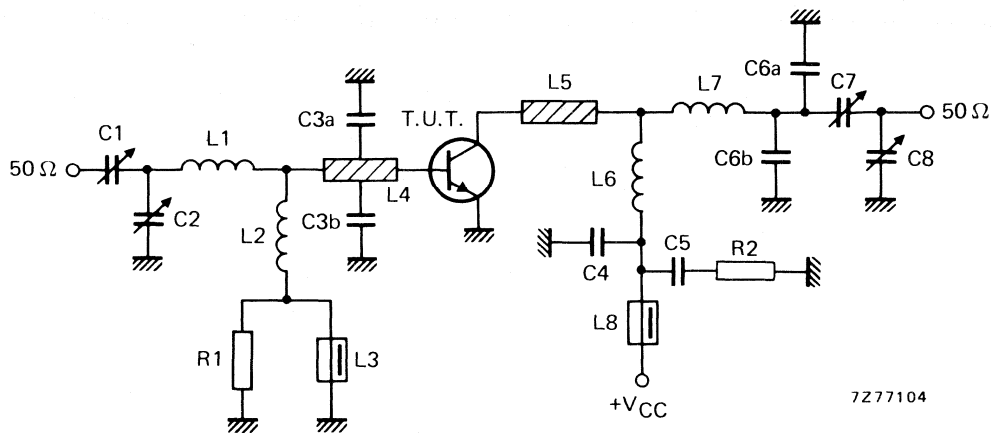 C6a
C7
L7
L5
T.U.T.
C3a
50 Ω
C1
L1
50 Ω
C6b
C8
L6
L4
C2
C3b
L2
C4
C5
R2
L8
R1
L3
+VCC
7Z77104